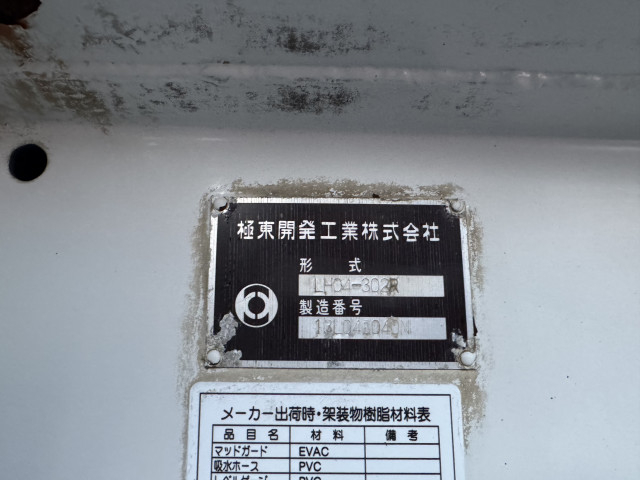 極東開発工業株式会社
形 式
LH04-302R
製造番号
メーカー出荷時・架装物樹脂材料表
品目名 材料 備考
マッドガード EVAC
吸水ホース PVC